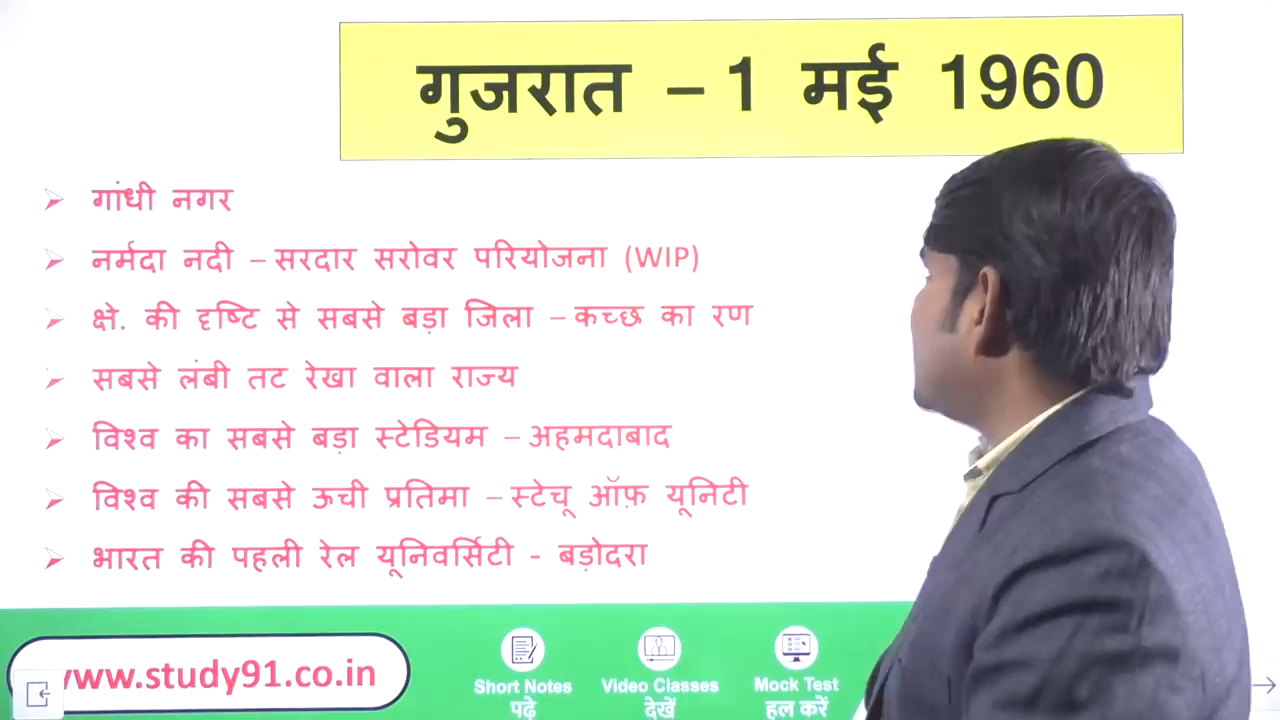 गुजरात – 1 मई 1960
गांधी नगर
नर्मदा नदी – सरदार सरोवर परियोजना (WIP)
क्षे. की दृष्टि से सबसे बड़ा जिला – कच्छ का रण
सबसे लंबी तट रेखा वाला राज्य
विश्व का सबसे बड़ा स्टेडियम – अहमदाबाद
विश्व की सबसे ऊची प्रतिमा – स्टेचू ऑफ़ यूनिटी
भारत की पहली रेल यूनिवर्सिटी - बड़ोदरा
www.study91.co.in
Short Notes
पढ़ें
Video Classes
देखें
Mock Test
हल करें